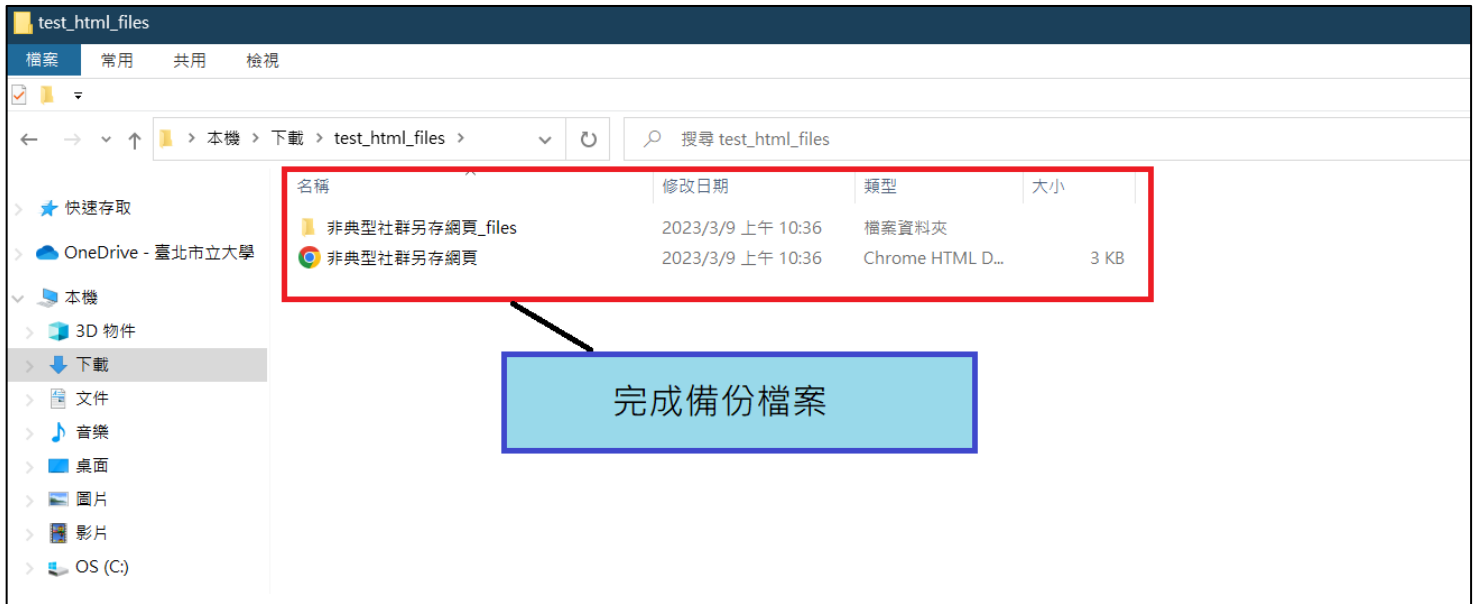 test_html_files
檔案 常用 共用 檢視
本機 下載 test_html_files
搜尋 test_html_files
快速存取
OneDrive - 臺北市立大學
本機
3D 物件
下載
文件
音樂
桌面
圖片
影片
OS (C:)
名稱 修改日期 類型 大小
非典型社群另存網頁_files 2023/3/9 上午 10:36 檔案資料夾
非典型社群另存網頁 2023/3/9 上午 10:36 Chrome HTML D... 3 KB
完成備份檔案